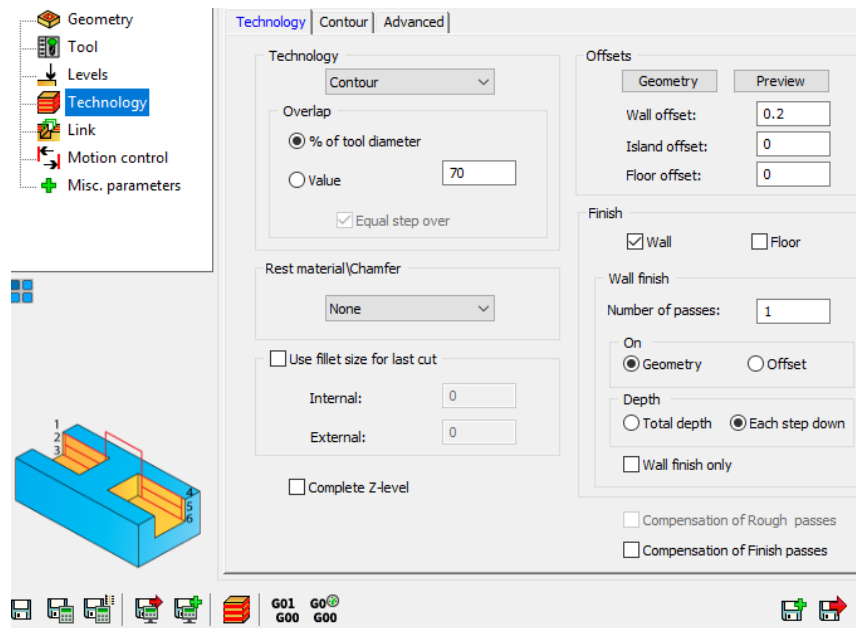 Geometry
Tool
Levels
Technology
Link
Motion control
Misc. parameters
1
2
3
4
5
6
Technology Contour Advanced
Technology
Contour
Overlap
% of tool diameter
Value 70
Equal step over
Rest material\Chamfer
None
Use fillet size for last cut
Internal: 0
External: 0
Complete Z-level
Offsets
Geometry Preview
Wall offset: 0.2
Island offset: 0
Floor offset: 0
Finish
Wall Floor
Wall finish
Number of passes: 1
On
Geometry Offset
Depth
Total depth Each step down
Wall finish only
Compensation of Rough passes
Compensation of Finish passes
G01 G0
G00 G00